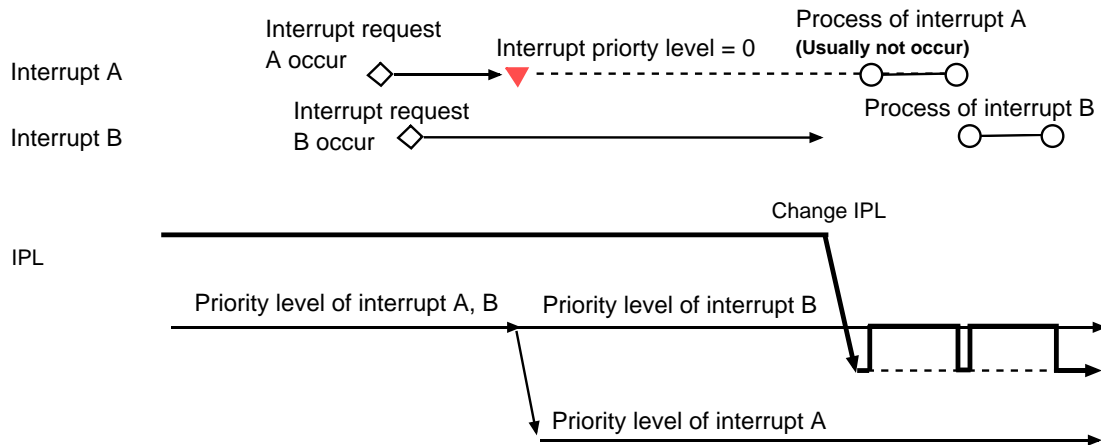 Interrupt request
A occur
Interrupt priorty level = 0
Process of interrupt A
(Usually not occur)
Interrupt A
Interrupt request
B occur
Process of interrupt B
Interrupt B
Change IPL
IPL
Priority level of interrupt A, B
Priority level of interrupt B
Priority level of interrupt A